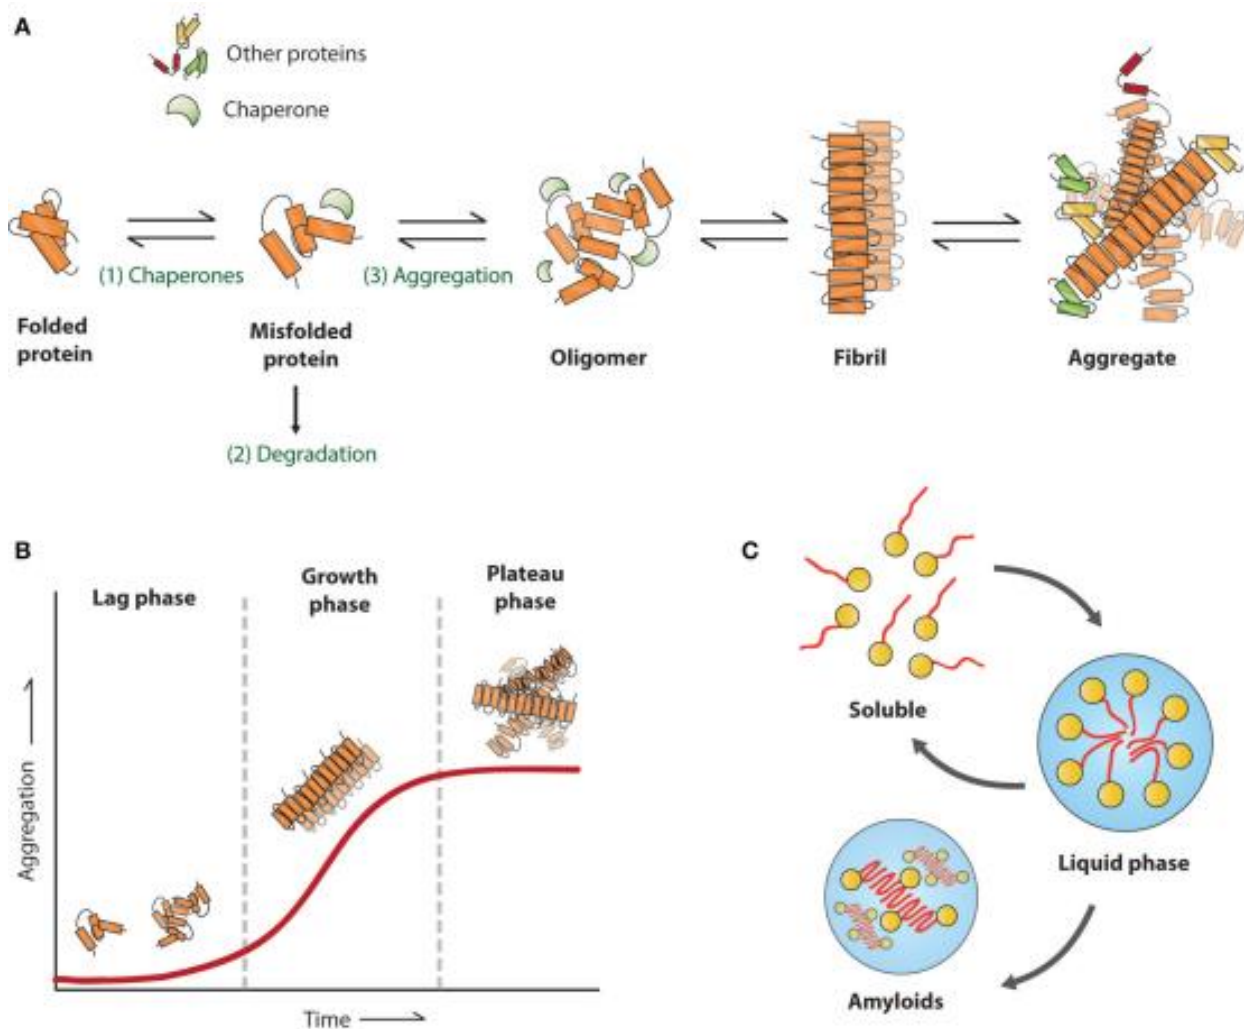 A
Other proteins
Chaperone
(1) Chaperones
(3) Aggregation
Folded
protein
Misfolded
protein
Oligomer
Fibril
Aggregate
(2) Degradation
B
Lag phase
Growth
phase
Plateau
phase
Aggregation
Time
C
Soluble
Liquid phase
Amyloids